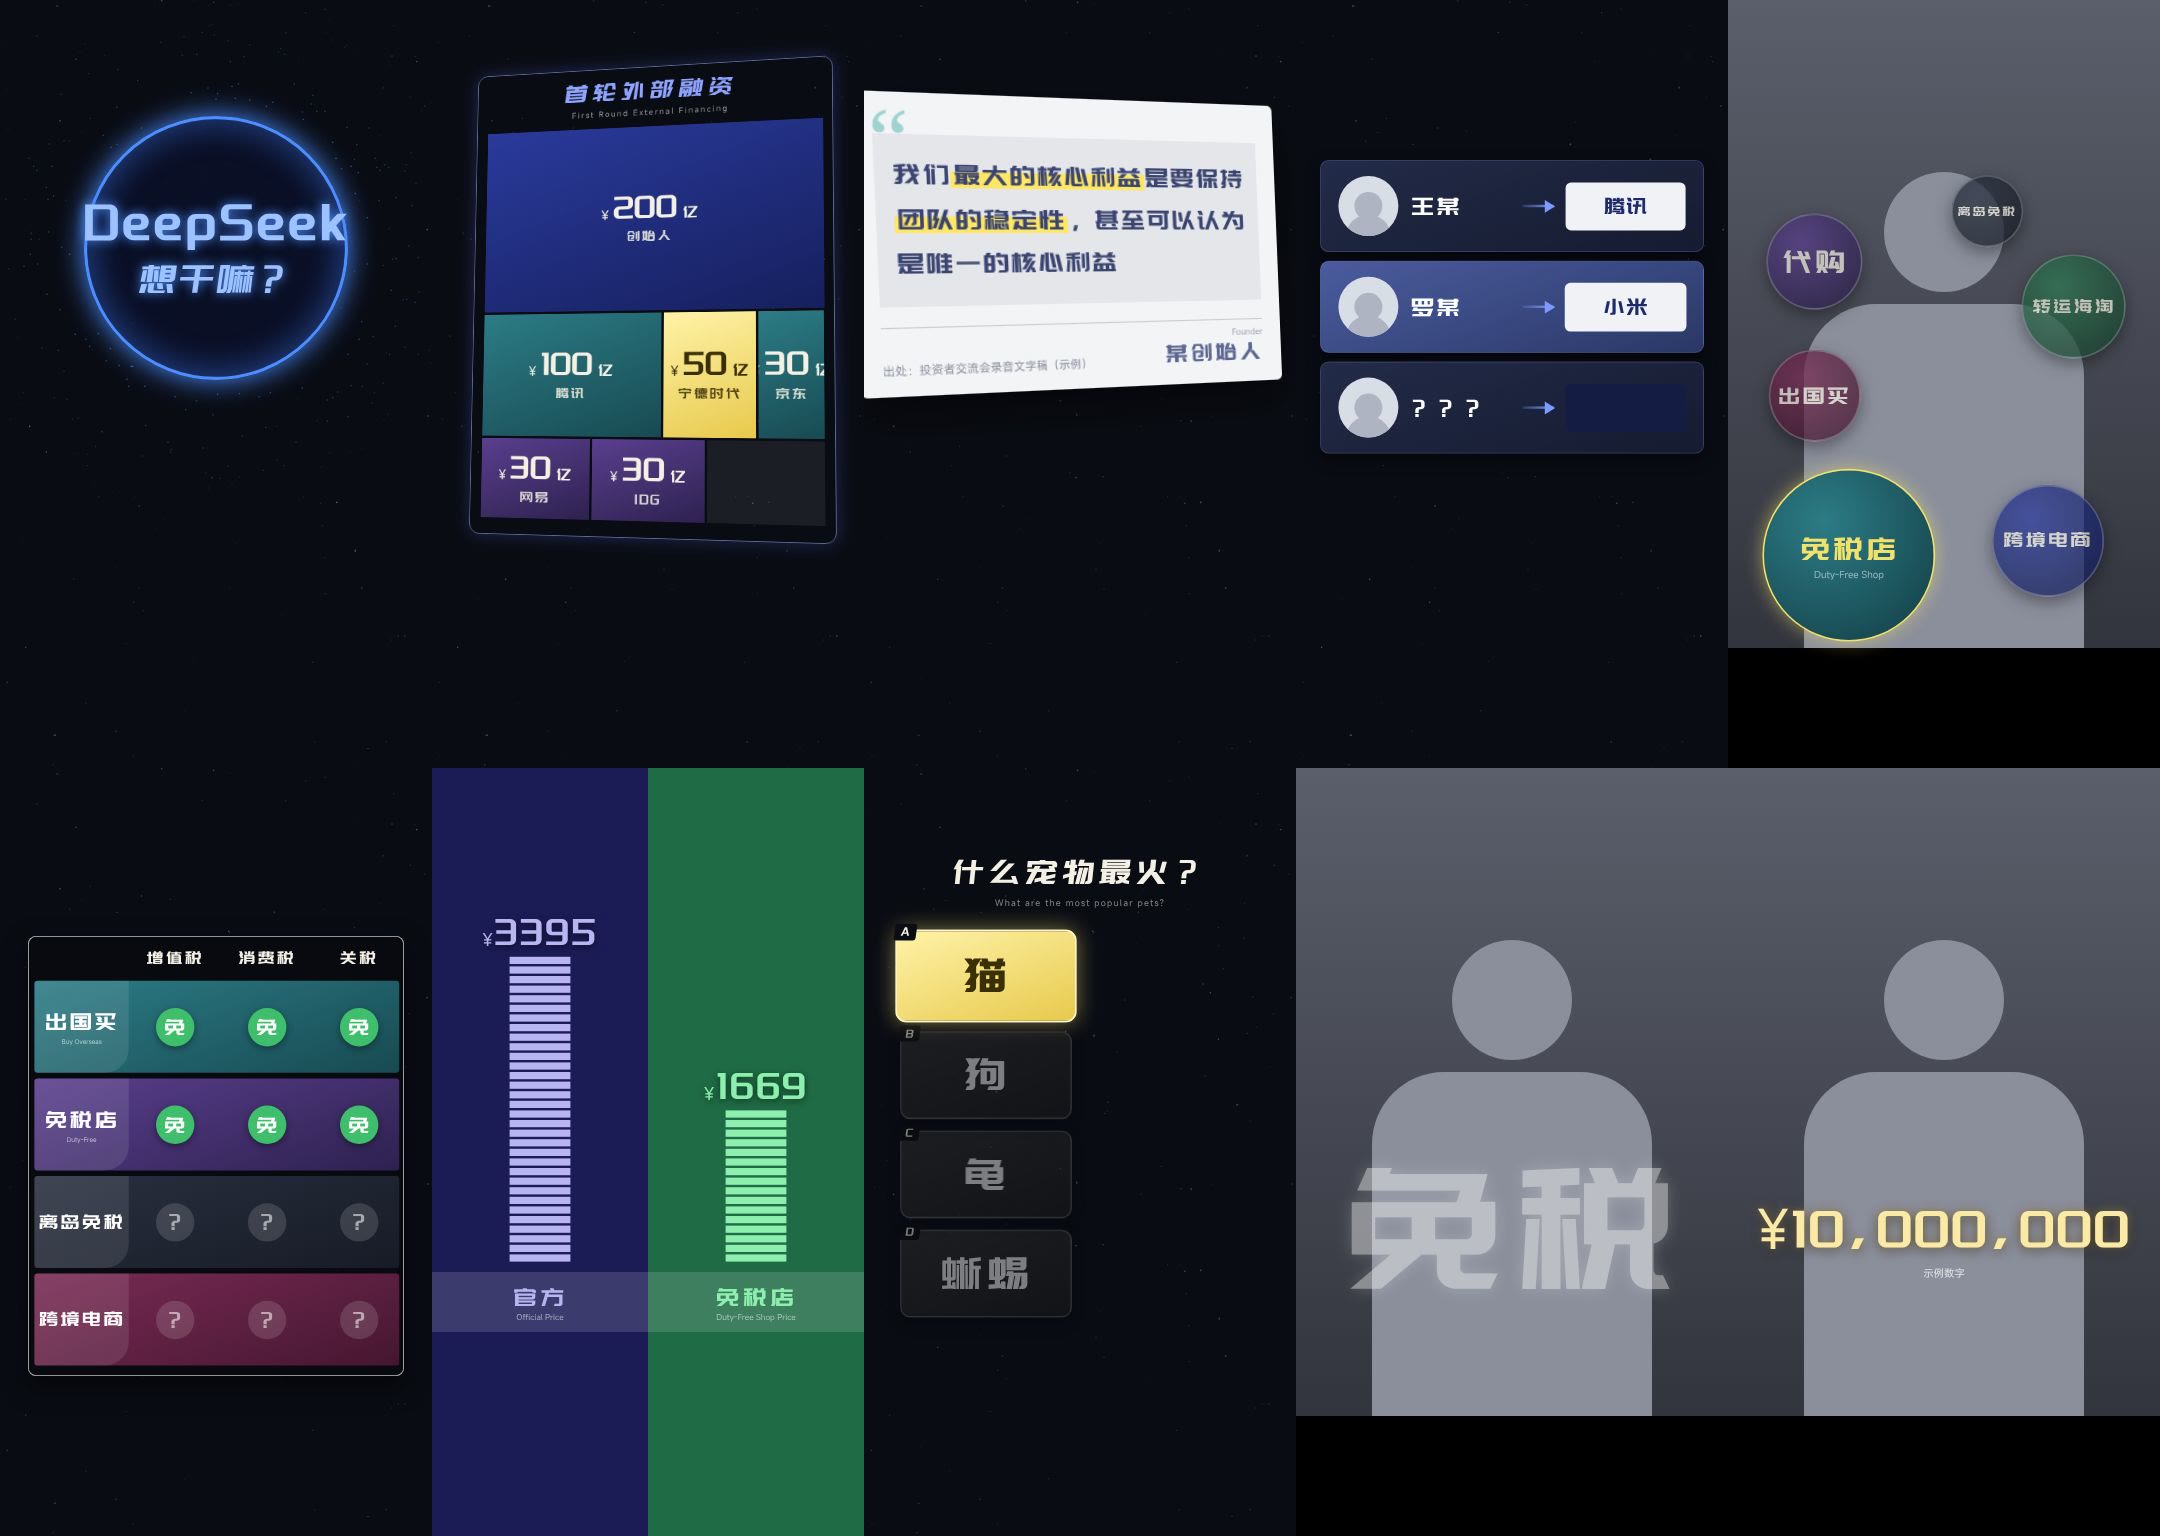 DeepSeek
想干嘛？
首轮外部融资
First Round External Financing
¥200亿
创始人
¥100亿
腾讯
¥50亿
宁德时代
30亿
京东
¥30亿
网易
¥30亿
IDG
“
我们最大的核心利益是要保持
团队的稳定性，甚至可以认为
是唯一的核心利益
Founder
某创始人
出处：投资者交流会录音文字稿（示例）
王某
腾讯
罗某
小米
？？？
离岛免税
代购
转运海淘
出国买
免税店
Duty-Free Shop
跨境电商
增值税 消费税 关税
出国买
Buy Overseas
免 免 免
免税店
Duty-Free
免 免 免
离岛免税
? ? ?
跨境电商
? ? ?
¥3395
官方
Official Price
¥1669
免税店
Duty-Free Shop Price
什么宠物最火？
What are the most popular pets?
A
猫
B
狗
C
龟
D
蜥蜴
免税
¥10,000,000
示例数字